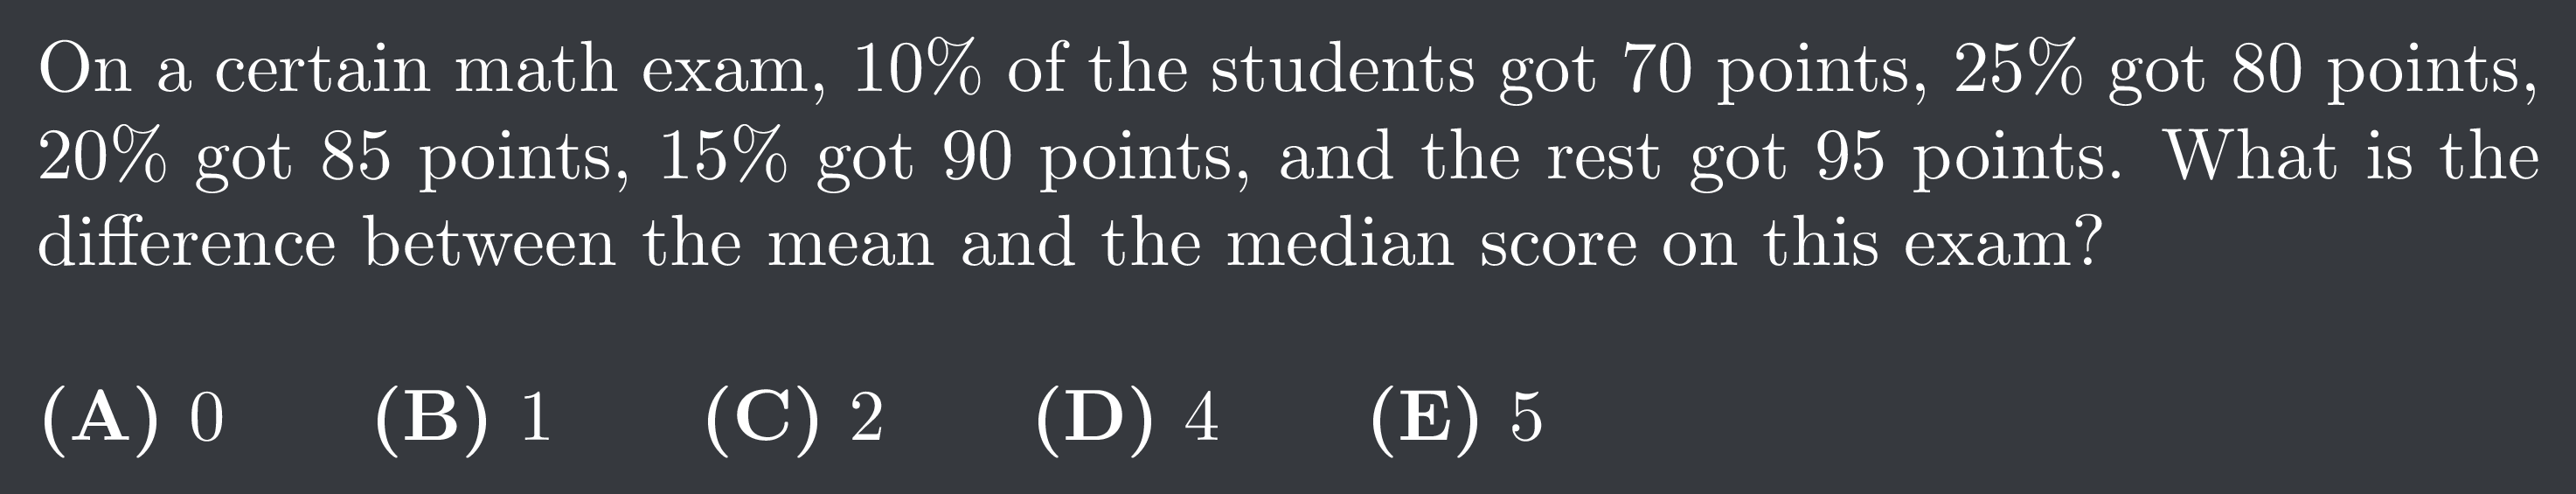 On a certain math exam, 10% of the students got 70 points, 25% got 80 points,
20% got 85 points, 15% got 90 points, and the rest got 95 points. What is the
difference between the mean and the median score on this exam?
(A) 0 (B) 1 (C) 2 (D) 4 (E) 5